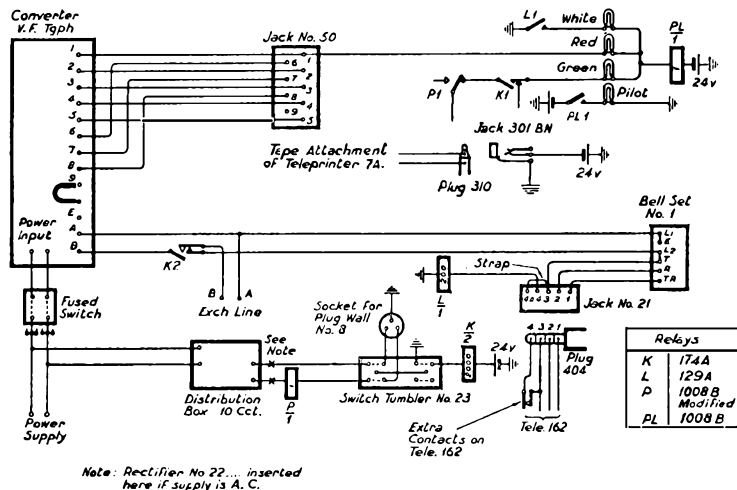 Converter
V.F. Tgph
1
2
3
4
5
6
7
8
9
E
A
B
Power
Input
Jack No. 50
1
6
2
7
3
8
4
9
5
L1
White
Red
Green
Pilot
P1
K1
PL1
PL
1
24v
Jack 301 BN
Tape Attachment
of Teleprinter 7A.
Plug 310
24v
Bell Set
No. 1
L1
E
L2
T
R
TR
K2
B A
Exch Line
Strap
L
1
4a 4 3 2 1
Jack No. 21
Fused
Switch
Power
Supply
See
Note
Distribution
Box 10 Cct.
P
1
Socket for
Plug Wall
No. 8
Switch Tumbler No. 23
K
2
24v
4 3 2 1
Plug
404
Extra
Contacts on
Tele. 162
Tele. 162
Relays
K 174A
L 129A
P 1008B
Modified
PL 1008B
Note: Rectifier No 22.... inserted
here if supply is A.C.